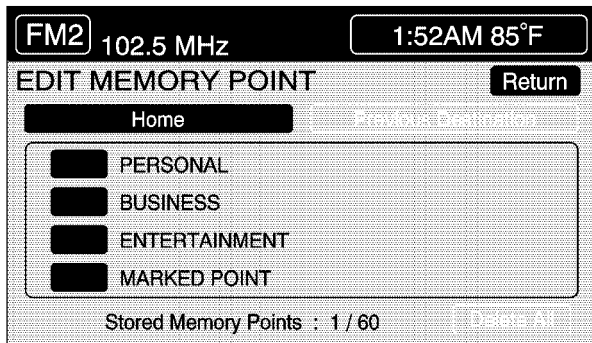 FM2 102.5 MHz 1:52AM 85°F
EDIT MEMORY POINT Return
Home Previous Destination
PERSONAL
BUSINESS
ENTERTAINMENT
MARKED POINT
Stored Memory Points : 1 / 60 Delete All